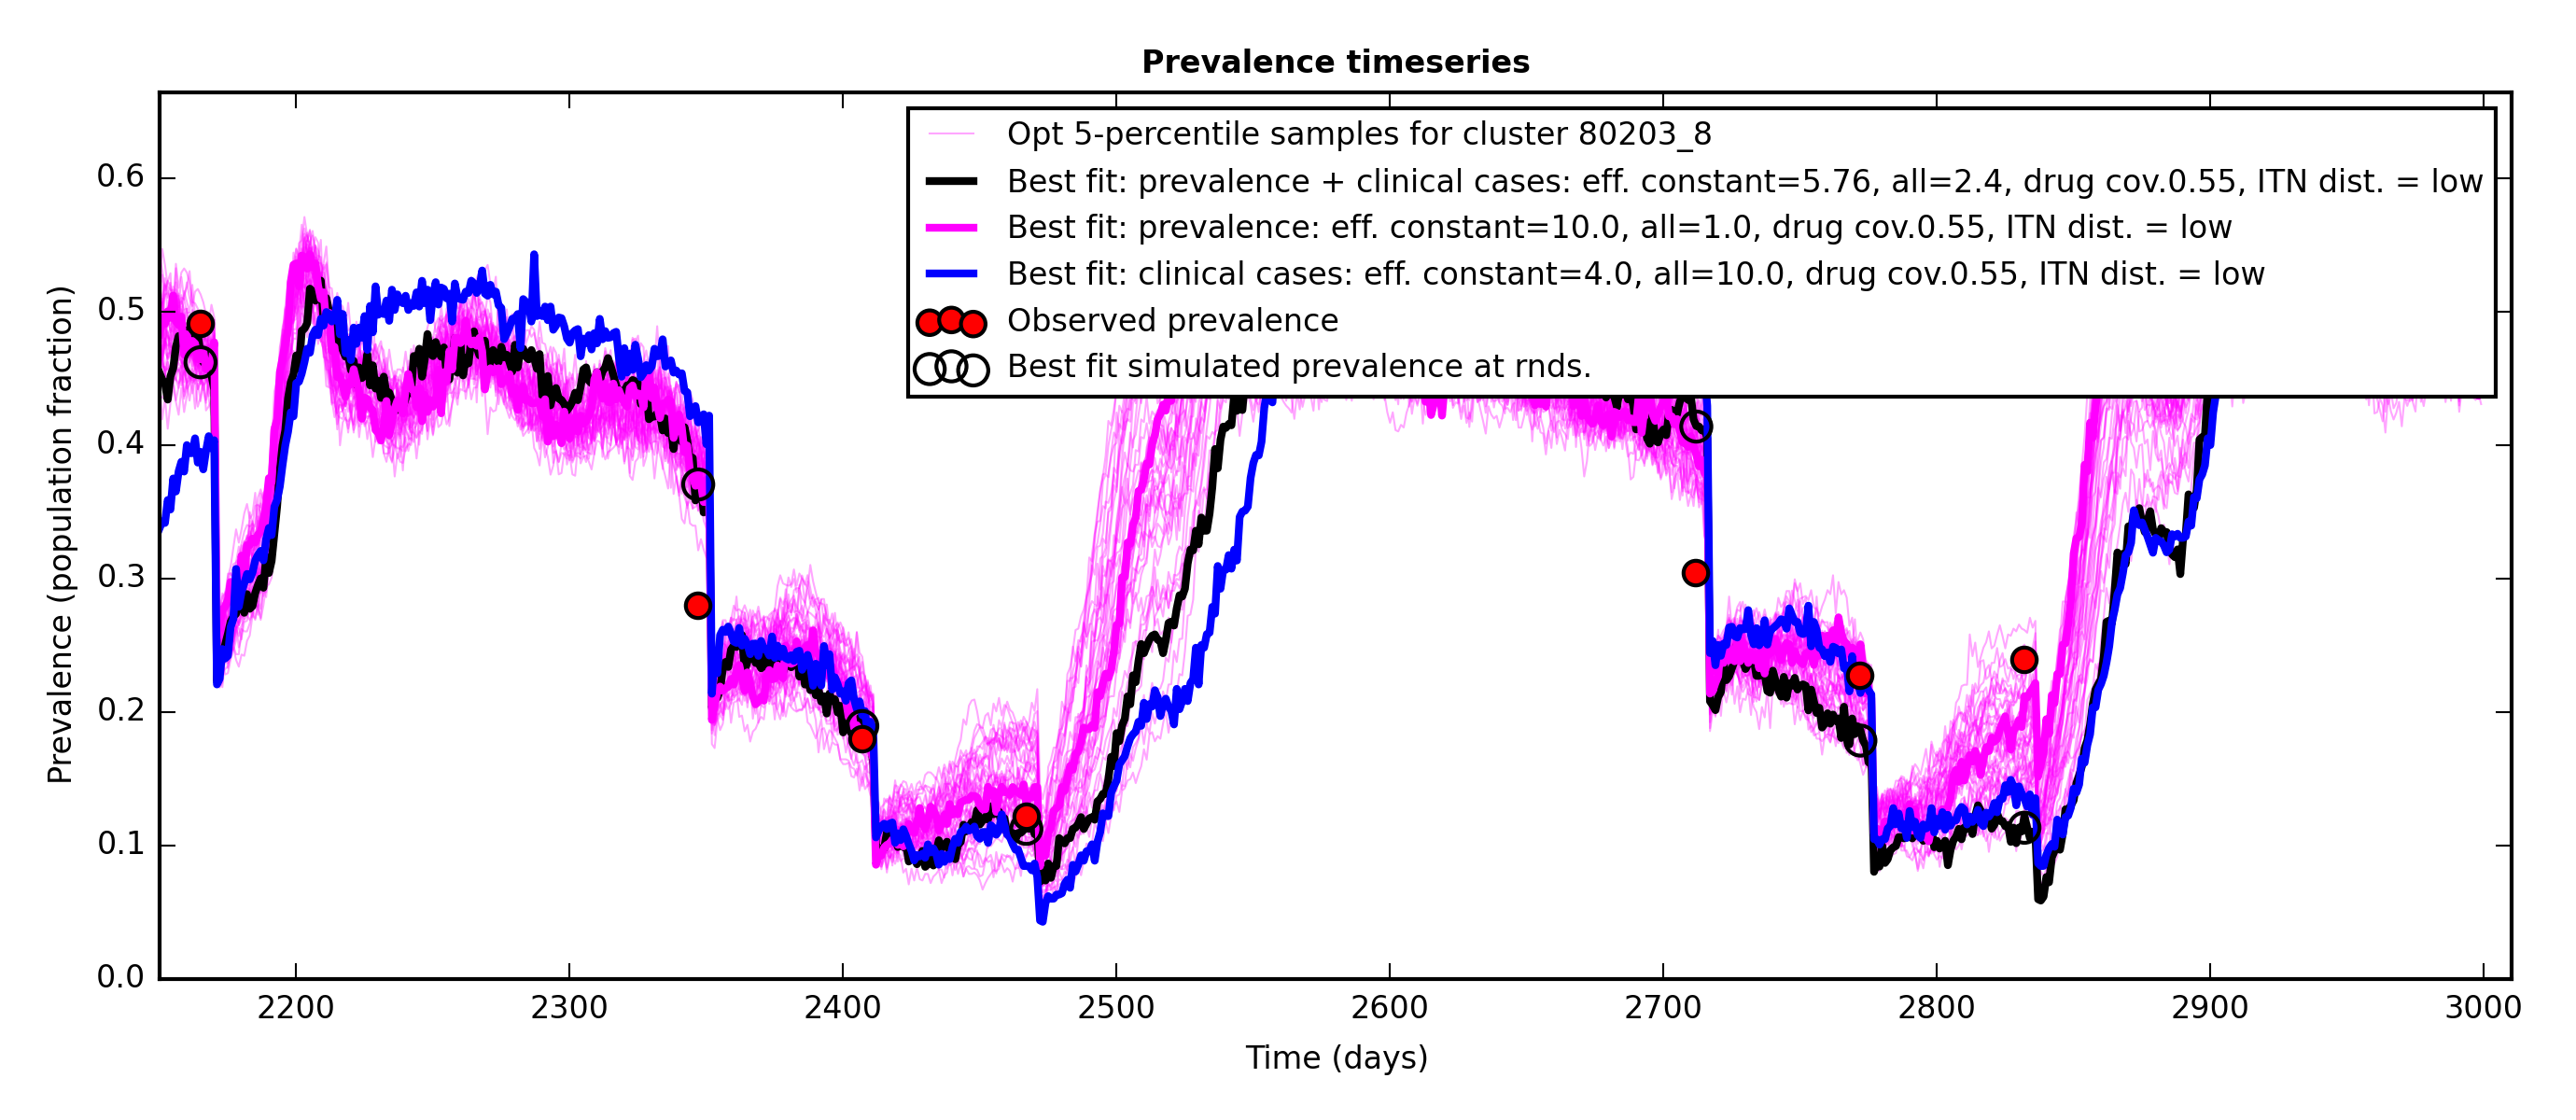 Prevalence timeseries
Opt 5-percentile samples for cluster 80203_8
Best fit: prevalence + clinical cases: eff. constant=5.76, all=2.4, drug cov.0.55, ITN dist. = low
Best fit: prevalence: eff. constant=10.0, all=1.0, drug cov.0.55, ITN dist. = low
Best fit: clinical cases: eff. constant=4.0, all=10.0, drug cov.0.55, ITN dist. = low
Observed prevalence
Best fit simulated prevalence at rnds.
Prevalence (population fraction)
0.6
0.5
0.4
0.3
0.2
0.1
0.0
2200 2300 2400 2500 2600 2700 2800 2900 3000
Time (days)